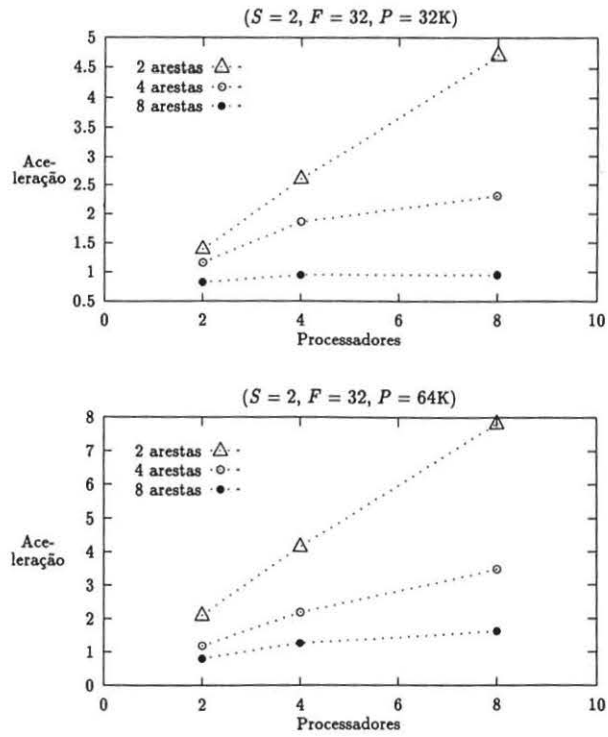 (S = 2, F = 32, P = 32K)
5
4.5
4
3.5
3
2.5
2
1.5
1
0.5
2 arestas
4 arestas
8 arestas
Ace-
leração
0 2 4 6 8 10
Processadores
(S = 2, F = 32, P = 64K)
8
7
6
5
4
3
2
1
0
2 arestas
4 arestas
8 arestas
Ace-
leração
0 2 4 6 8 10
Processadores